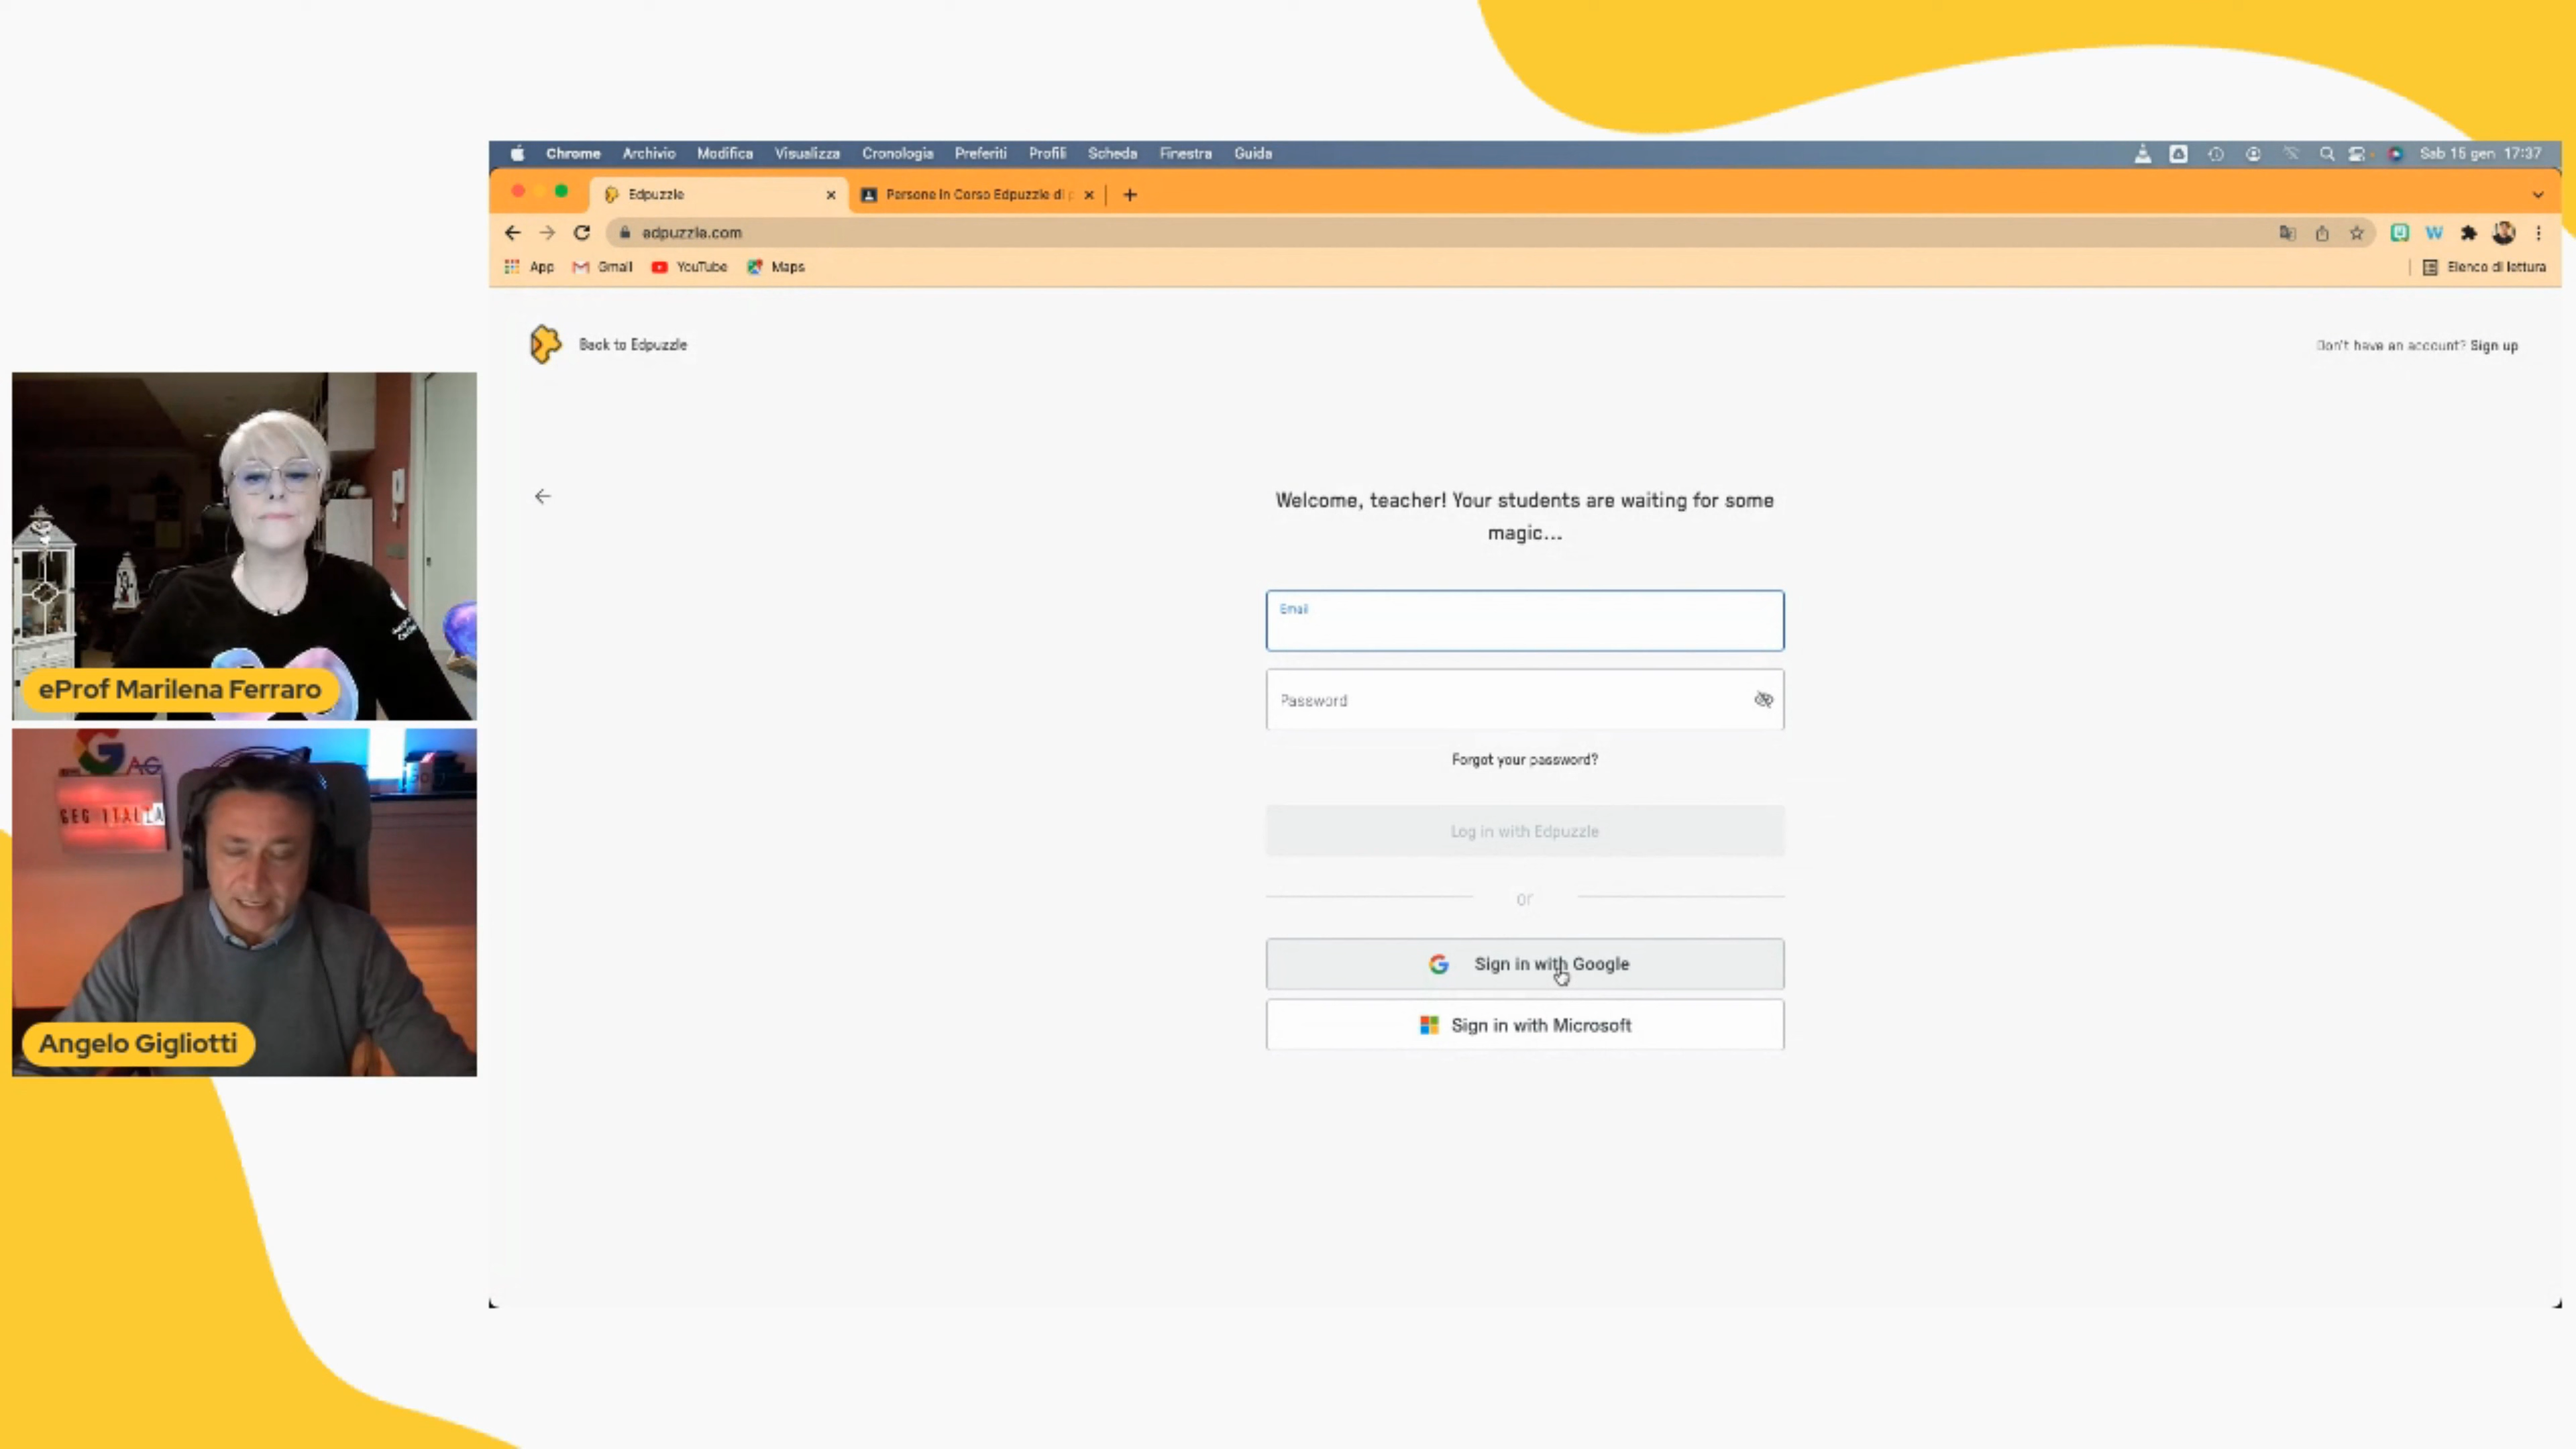 Chrome Archivio Modifica Visualizza Cronologia Preferiti Profili Scheda Finestra Guida
Sab 15 gen 17:37
Edpuzzle
Persone in Corso Edpuzzle di
edpuzzle.com
W
App Gmail YouTube Maps
Elenco di lettura
Back to Edpuzzle
Don't have an account? Sign up
Welcome, teacher! Your students are waiting for some
magic...
Email
Password
Forgot your password?
Log in with Edpuzzle
or
Sign in with Google
Sign in with Microsoft
eProf Marilena Ferraro
G AG
GEG ITALIA
Angelo Gigliotti